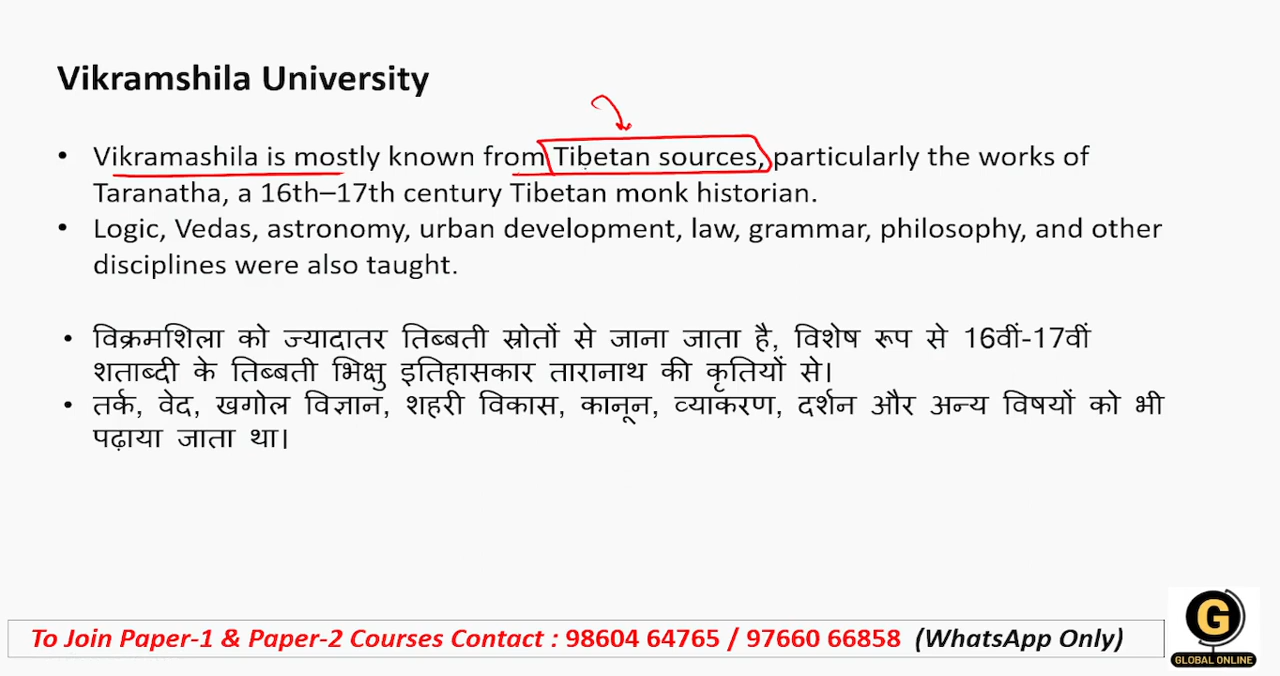 Vikramshila University
• Vikramashila is mostly known from Tibetan sources, particularly the works of
Taranatha, a 16th–17th century Tibetan monk historian.
• Logic, Vedas, astronomy, urban development, law, grammar, philosophy, and other
disciplines were also taught.
• विक्रमशिला को ज्यादातर तिब्बती स्रोतों से जाना जाता है, विशेष रूप से 16वीं-17वीं
शताब्दी के तिब्बती भिक्षु इतिहासकार तारानाथ की कृतियों से।
• तर्क, वेद, खगोल विज्ञान, शहरी विकास, कानून, व्याकरण, दर्शन और अन्य विषयों को भी
पढ़ाया जाता था।
To Join Paper-1 & Paper-2 Courses Contact : 98604 64765 / 97660 66858 (WhatsApp Only)
G
GLOBAL ONLINE